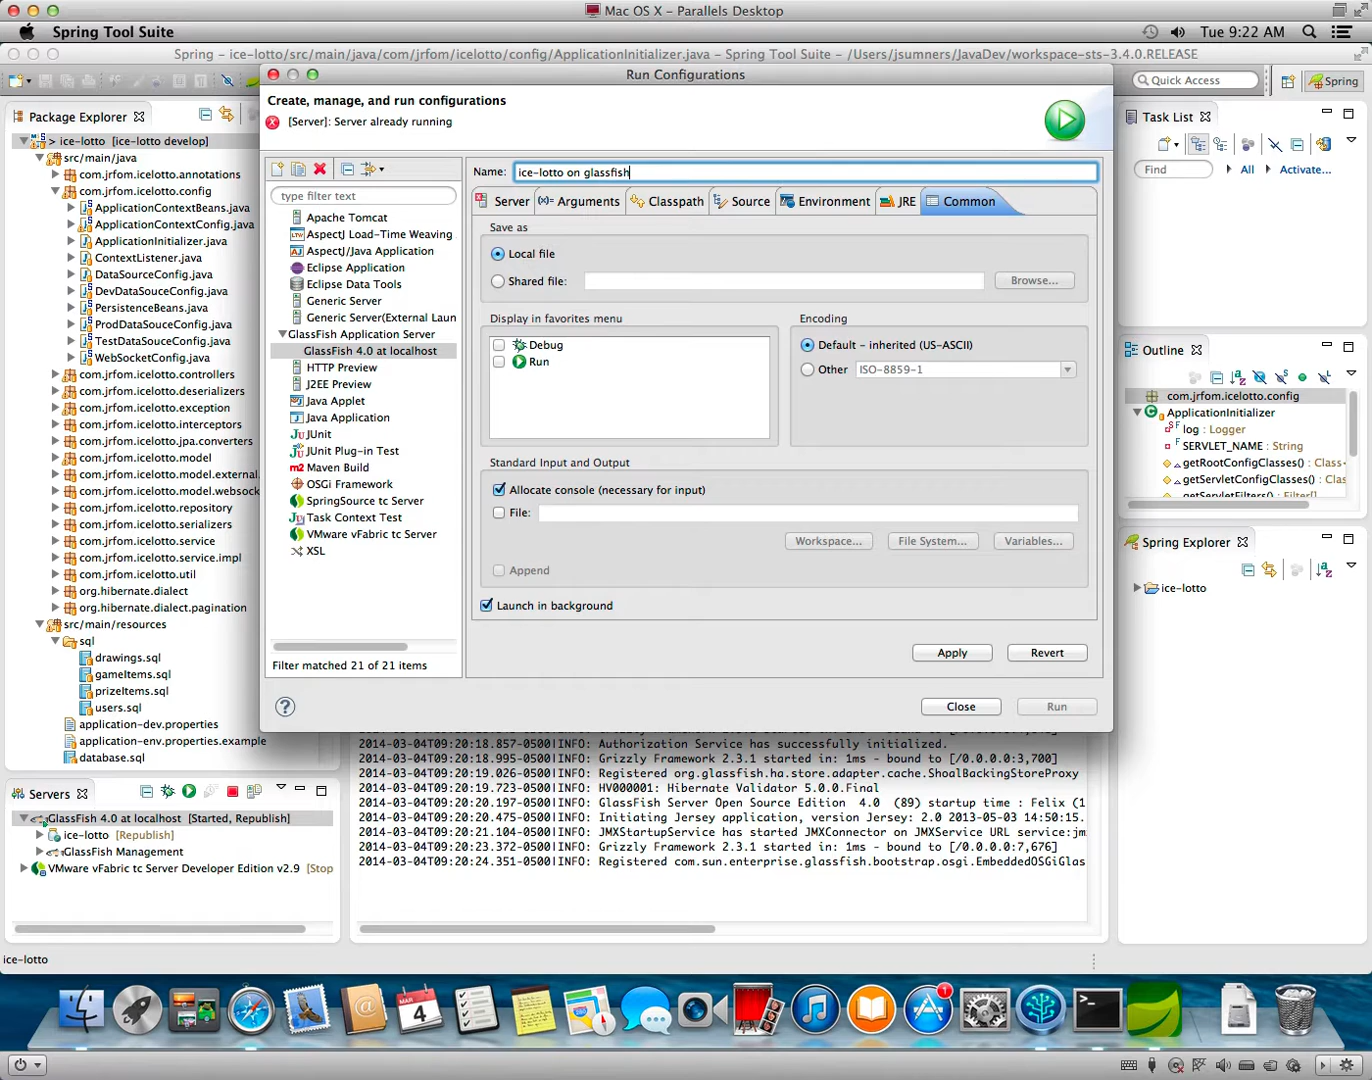 Mac OS X - Parallels Desktop
Spring Tool Suite
Tue 9:22 AM
Spring – ice-lotto/src/main/java/com/jrfom/icelotto/config/ApplicationInitializer.java – Spring Tool Suite – /Users/jsumners/JavaDev/workspace-sts-3.4.0.RELEASE
Quick Access
Spring
Package Explorer
> ice-lotto [ice-lotto develop]
src/main/java
com.jrfom.icelotto.annotations
com.jrfom.icelotto.config
ApplicationContextBeans.java
ApplicationContextConfig.java
ApplicationInitializer.java
ContextListener.java
DataSourceConfig.java
DevDataSouceConfig.java
PersistenceBeans.java
ProdDataSouceConfig.java
TestDataSouceConfig.java
WebSocketConfig.java
com.jrfom.icelotto.controllers
com.jrfom.icelotto.deserializers
com.jrfom.icelotto.exception
com.jrfom.icelotto.interceptors
com.jrfom.icelotto.jpa.converters
com.jrfom.icelotto.model
com.jrfom.icelotto.model.external.
com.jrfom.icelotto.model.websock
com.jrfom.icelotto.repository
com.jrfom.icelotto.serializers
com.jrfom.icelotto.service
com.jrfom.icelotto.service.impl
com.jrfom.icelotto.util
org.hibernate.dialect
org.hibernate.dialect.pagination
src/main/resources
sql
drawings.sql
gameItems.sql
prizeItems.sql
users.sql
application-dev.properties
application-env.properties.example
database.sql
Run Configurations
Create, manage, and run configurations
[Server]: Server already running
type filter text
Apache Tomcat
AspectJ Load-Time Weaving
AspectJ/Java Application
Eclipse Application
Eclipse Data Tools
Generic Server
Generic Server(External Laun
GlassFish Application Server
GlassFish 4.0 at localhost
HTTP Preview
J2EE Preview
Java Applet
Java Application
JUnit
JUnit Plug-in Test
m2 Maven Build
OSGi Framework
SpringSource tc Server
Task Context Test
VMware vFabric tc Server
XSL
Filter matched 21 of 21 items
Name: ice-lotto on glassfish
Server
(x)= Arguments
Classpath
Source
Environment
JRE
Common
Save as
Local file
Shared file:
Browse...
Display in favorites menu
Debug
Run
Encoding
Default – inherited (US-ASCII)
Other ISO-8859-1
Standard Input and Output
Allocate console (necessary for input)
File:
Workspace... File System... Variables...
Append
Launch in background
Apply Revert
? Close Run
Task List
Find
All
Activate...
Outline
com.jrfom.icelotto.config
ApplicationInitializer
log : Logger
SERVLET_NAME : String
getRootConfigClasses() : Class<
getServletConfigClasses() : Clas
getServletFilters() : Filter[]
Spring Explorer
ice-lotto
Servers
GlassFish 4.0 at localhost [Started, Republish]
ice-lotto [Republish]
GlassFish Management
VMware vFabric tc Server Developer Edition v2.9 [Stop
2014-03-04T09:20:18.857-0500|INFO: Authorization Service has successfully initialized.
2014-03-04T09:20:18.995-0500|INFO: Grizzly Framework 2.3.1 started in: 1ms - bound to [/0.0.0.0:3,700]
2014-03-04T09:20:19.026-0500|INFO: Registered org.glassfish.ha.store.adapter.cache.ShoalBackingStoreProxy
2014-03-04T09:20:19.723-0500|INFO: HV000001: Hibernate Validator 5.0.0.Final
2014-03-04T09:20:20.197-0500|INFO: GlassFish Server Open Source Edition 4.0 (89) startup time : Felix (1
2014-03-04T09:20:20.941-0500|INFO: Initiating Jersey application, version Jersey: 2.0 2013-05-03 14:50:15.
2014-03-04T09:20:21.104-0500|INFO: JMXStartupService has started JMXConnector on JMXService URL service:jm
2014-03-04T09:20:23.372-0500|INFO: Grizzly Framework 2.3.1 started in: 1ms - bound to [/0.0.0.0:7,676]
2014-03-04T09:20:24.351-0500|INFO: Registered com.sun.enterprise.glassfish.bootstrap.osgi.EmbeddedOSGiGlas
ice-lotto
MAR
4
1